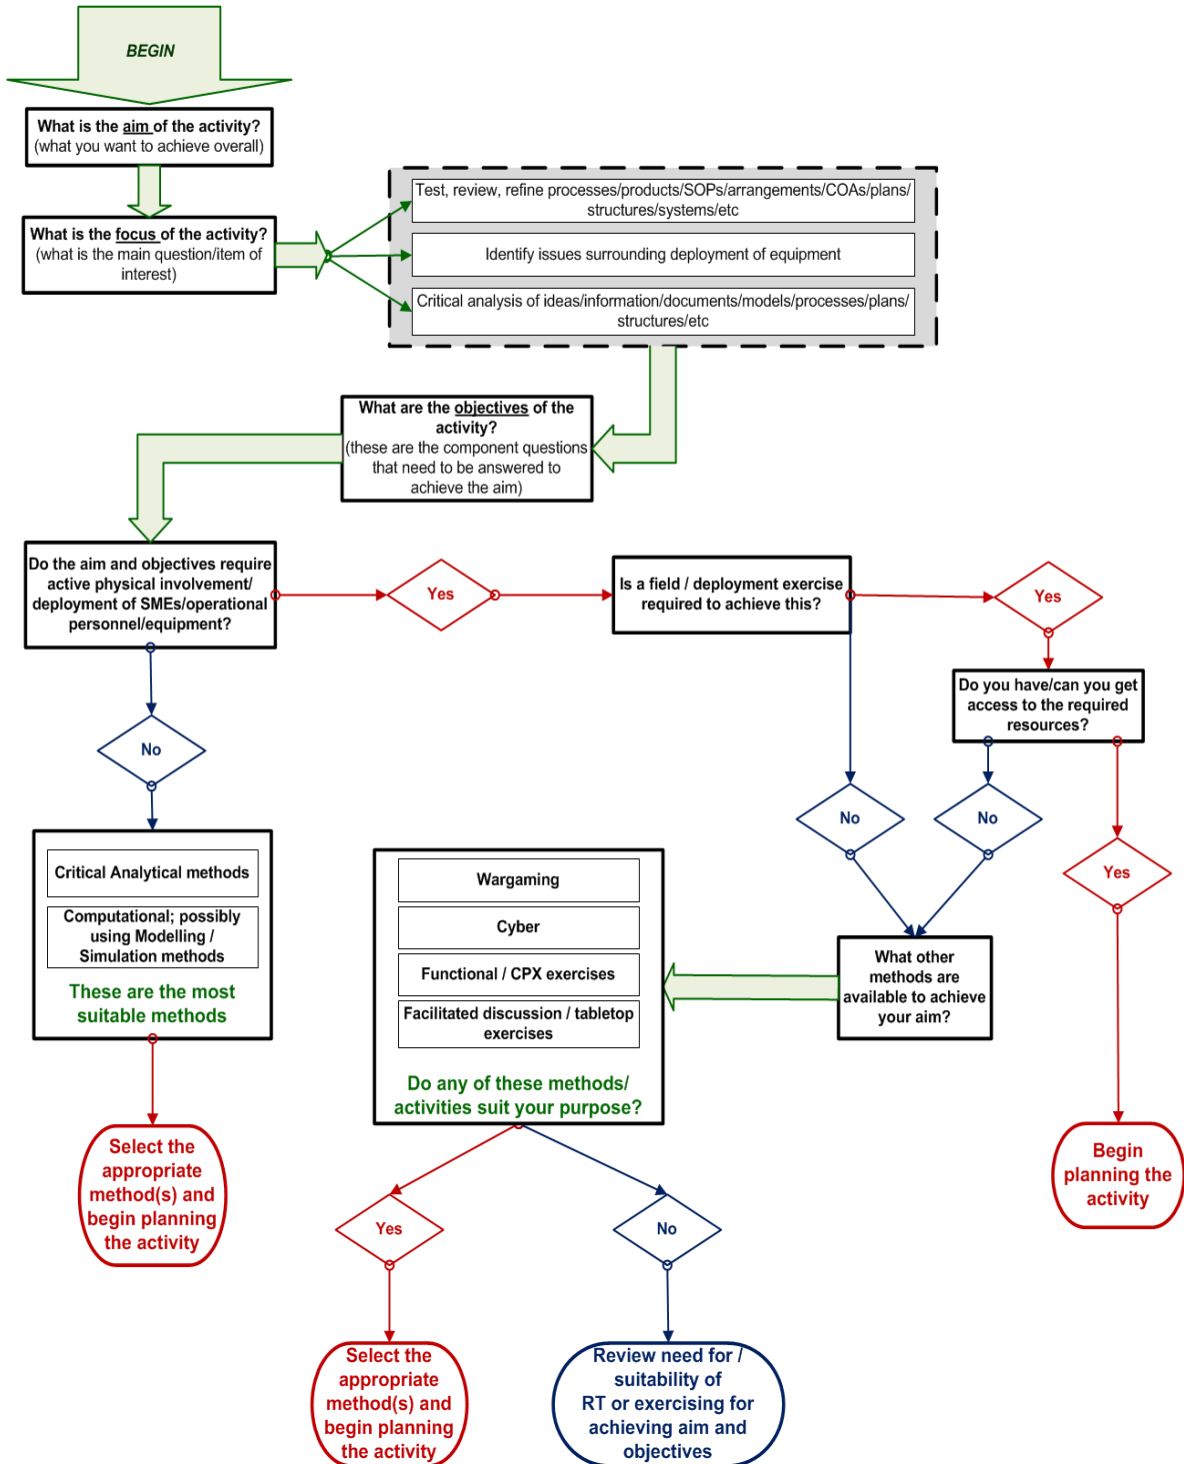 BEGIN
What is the aim of the activity?
(what you want to achieve overall)
What is the focus of the activity?
(what is the main question/item of
interest)
Test, review, refine processes/products/SOPs/arrangements/COAs/plans/
structures/systems/etc
Identify issues surrounding deployment of equipment
Critical analysis of ideas/information/documents/models/processes/plans/
structures/etc
What are the objectives of the
activity?
(these are the component questions
that need to be answered to
achieve the aim)
Do the aim and objectives require
active physical involvement/
deployment of SMEs/operational
personnel/equipment?
Yes
Is a field / deployment exercise
required to achieve this?
Yes
Do you have/can you get
access to the required
resources?
No
No
No
Yes
Critical Analytical methods
Computational; possibly
using Modelling /
Simulation methods
These are the most
suitable methods
Wargaming
Cyber
Functional / CPX exercises
Facilitated discussion / tabletop
exercises
Do any of these methods/
activities suit your purpose?
What other
methods are
available to achieve
your aim?
Select the
appropriate
method(s) and
begin planning
the activity
Begin
planning the
activity
Yes
No
Select the
appropriate
method(s) and
begin planning
the activity
Review need for /
suitability of
RT or exercising for
achieving aim and
objectives